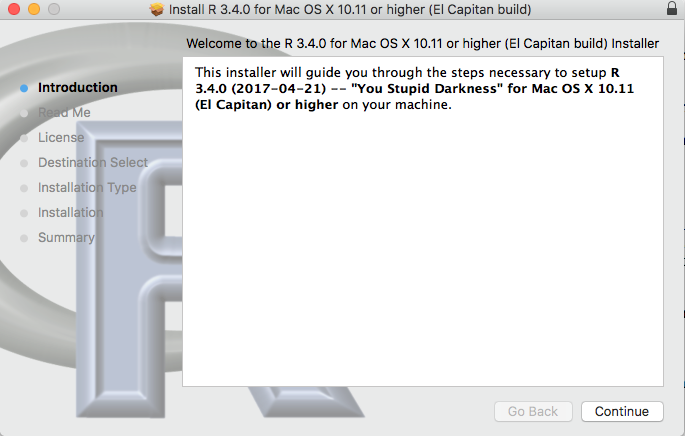 Install R 3.4.0 for Mac OS X 10.11 or higher (El Capitan build)
Welcome to the R 3.4.0 for Mac OS X 10.11 or higher (El Capitan build) Installer
Introduction
Read Me
License
Destination Select
Installation Type
Installation
Summary
This installer will guide you through the steps necessary to setup R
3.4.0 (2017-04-21) -- "You Stupid Darkness" for Mac OS X 10.11
(El Capitan) or higher on your machine.
Go Back
Continue